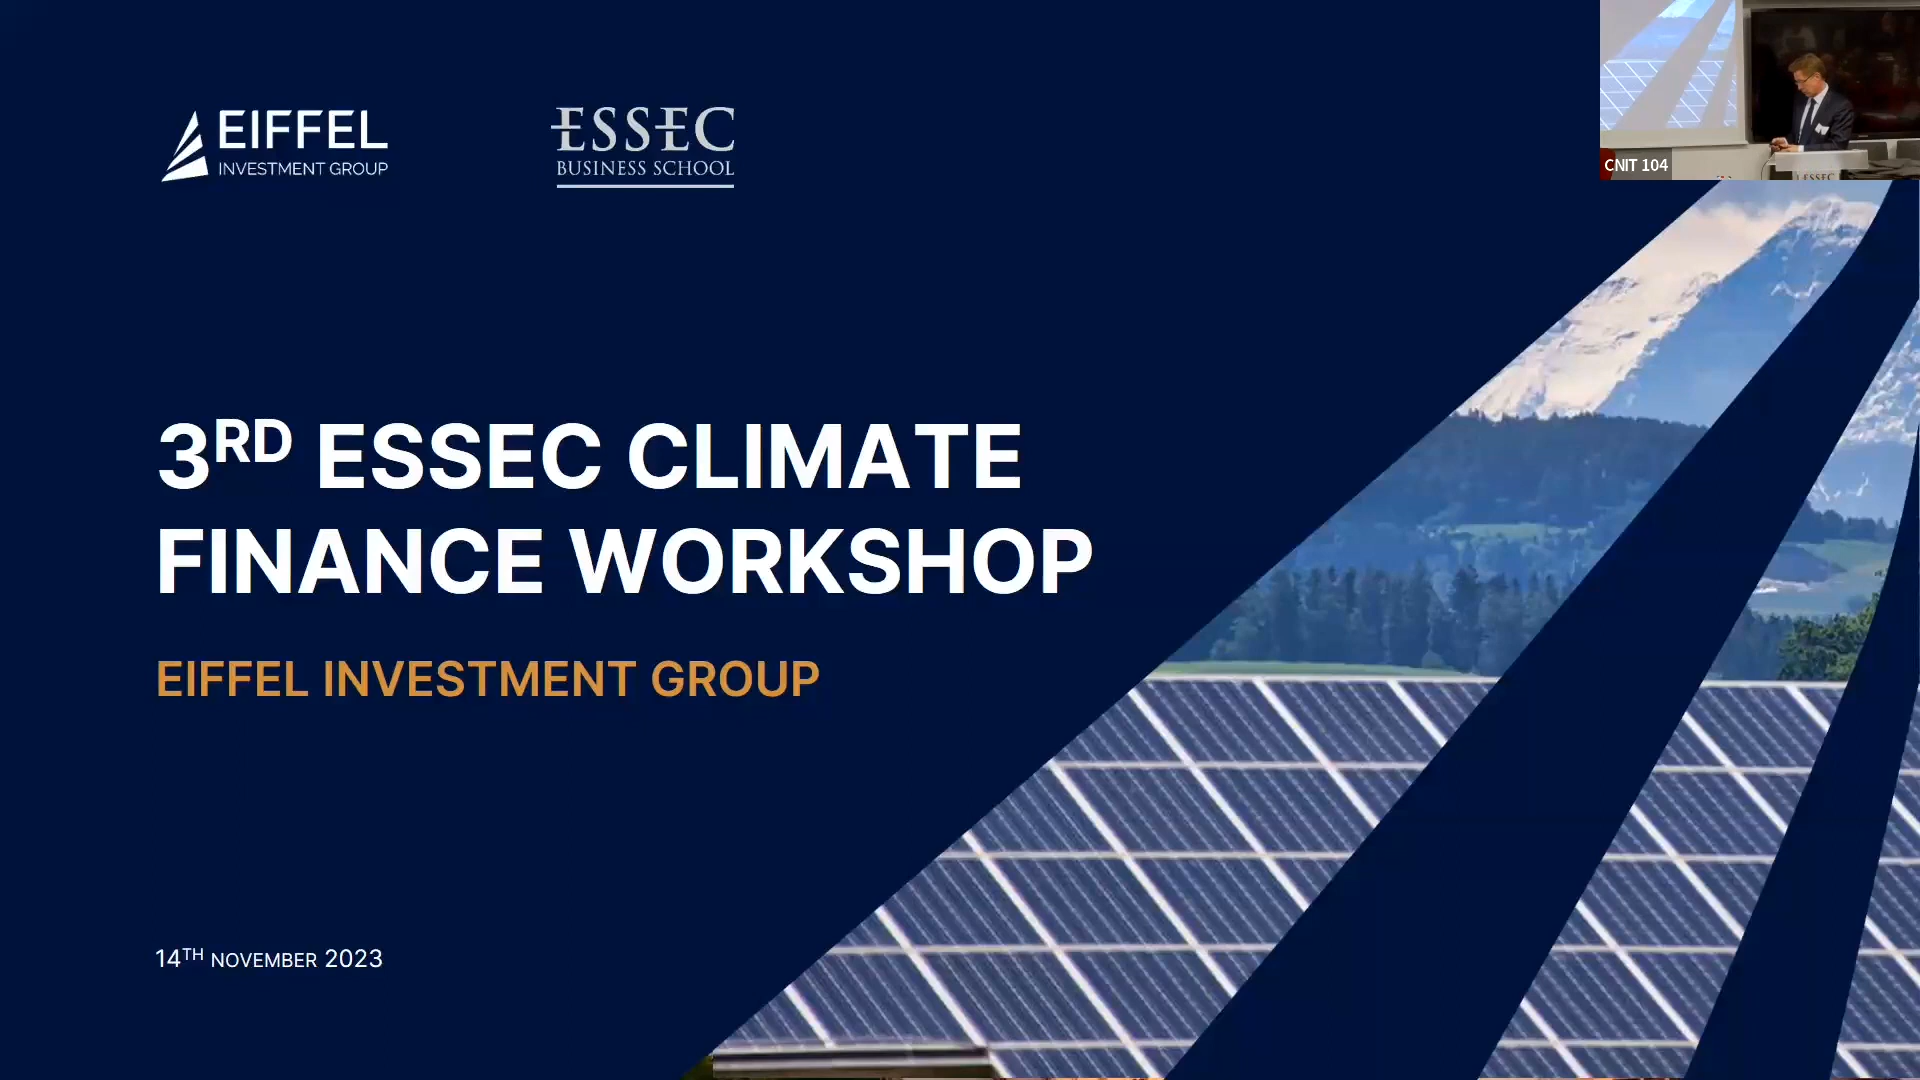 EIFFEL
INVESTMENT GROUP
ESSEC
BUSINESS SCHOOL
CNIT 104
ESSEC
3RD ESSEC CLIMATE
FINANCE WORKSHOP
EIFFEL INVESTMENT GROUP
14TH NOVEMBER 2023